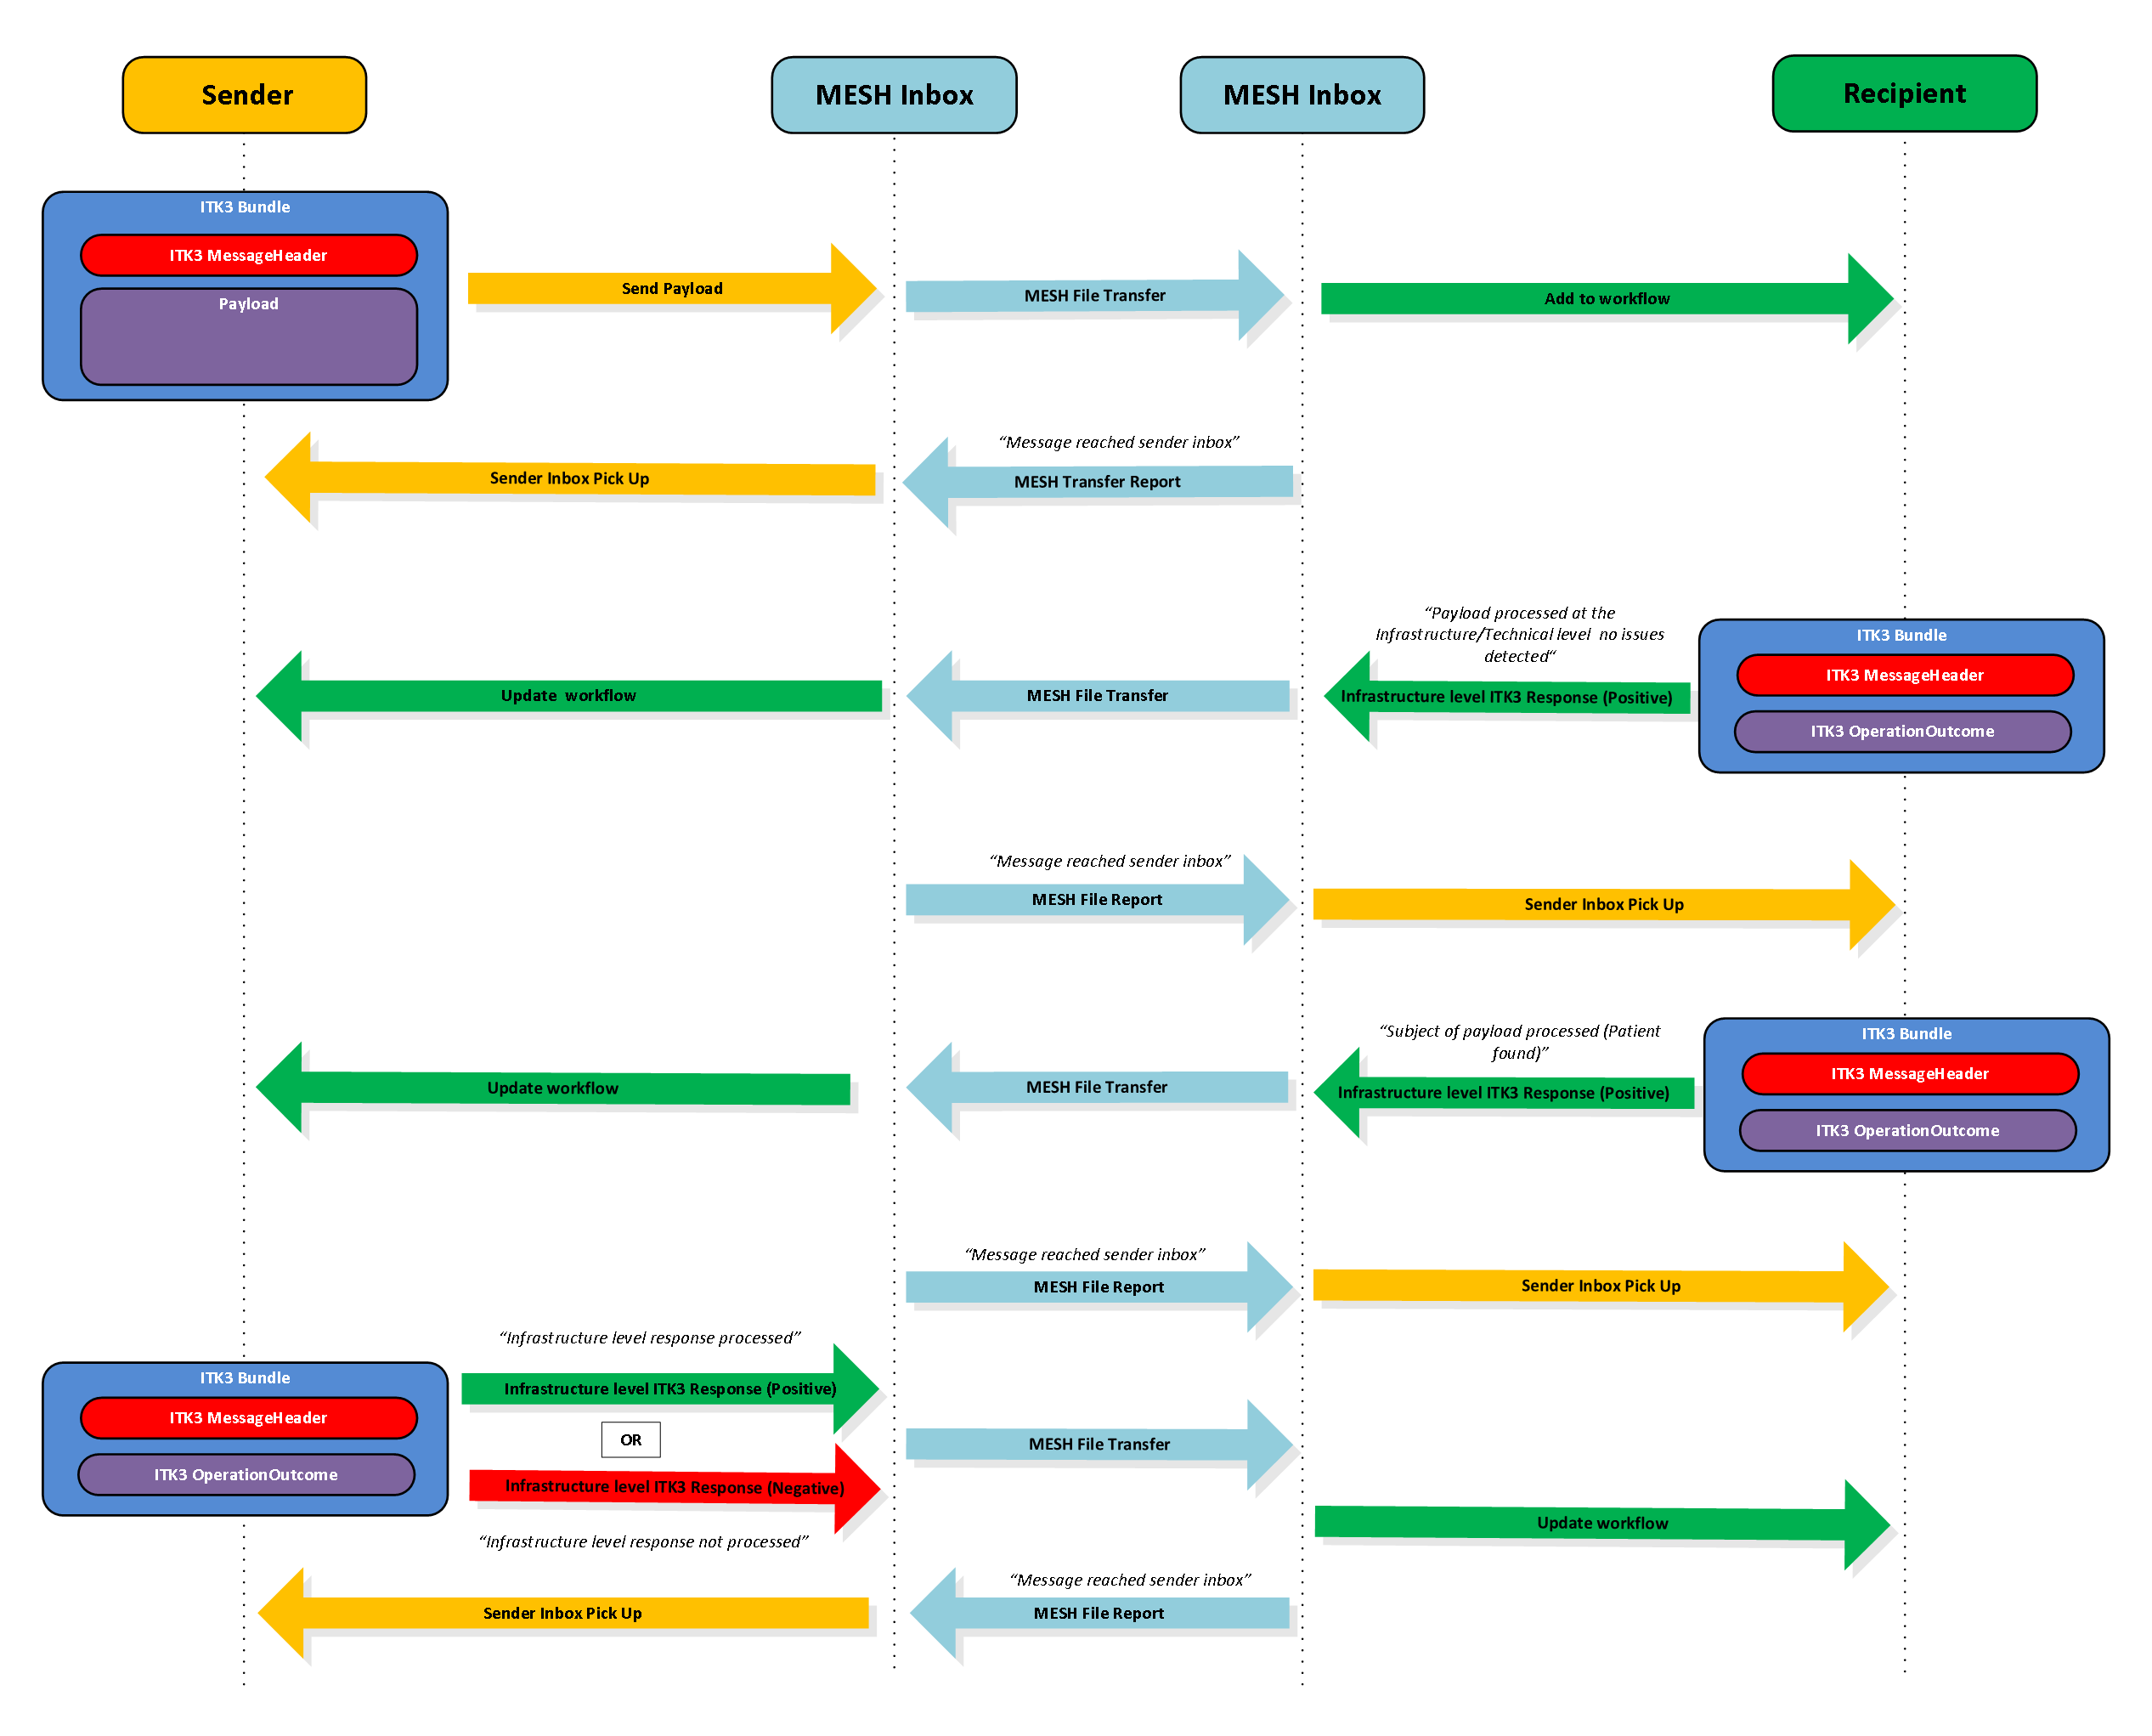 Sender
MESH Inbox
MESH Inbox
Recipient
ITK3 Bundle
ITK3 MessageHeader
Payload
Send Payload
MESH File Transfer
Add to workflow
“Message reached sender inbox”
Sender Inbox Pick Up
MESH Transfer Report
“Payload processed at the
Infrastructure/Technical level  no issues
detected“
ITK3 Bundle
ITK3 MessageHeader
ITK3 OperationOutcome
Update  workflow
MESH File Transfer
Infrastructure level ITK3 Response (Positive)
“Message reached sender inbox”
MESH File Report
Sender Inbox Pick Up
“Subject of payload processed (Patient
found)”
ITK3 Bundle
ITK3 MessageHeader
ITK3 OperationOutcome
Update workflow
MESH File Transfer
Infrastructure level ITK3 Response (Positive)
“Message reached sender inbox”
MESH File Report
Sender Inbox Pick Up
“Infrastructure level response processed”
ITK3 Bundle
ITK3 MessageHeader
ITK3 OperationOutcome
Infrastructure level ITK3 Response (Positive)
OR
MESH File Transfer
Infrastructure level ITK3 Response (Negative)
Update workflow
“Infrastructure level response not processed”
“Message reached sender inbox”
Sender Inbox Pick Up
MESH File Report